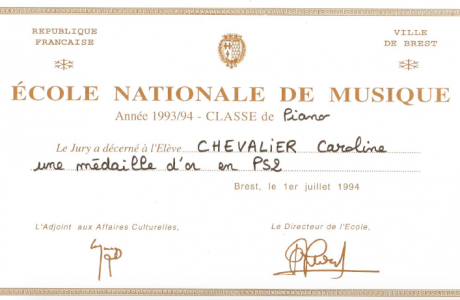 REPUBLIQUE FRANCAISE
VILLE DE BREST
ÉCOLE NATIONALE DE MUSIQUE
Année 1993/94 - CLASSE de Piano
Le Jury a décerné à l'Elève CHEVALIER Caroline
une médaille d'or en PS2
Brest, le 1er juillet 1994
L'Adjoint aux Affaires Culturelles,
Le Directeur de l'Ecole,